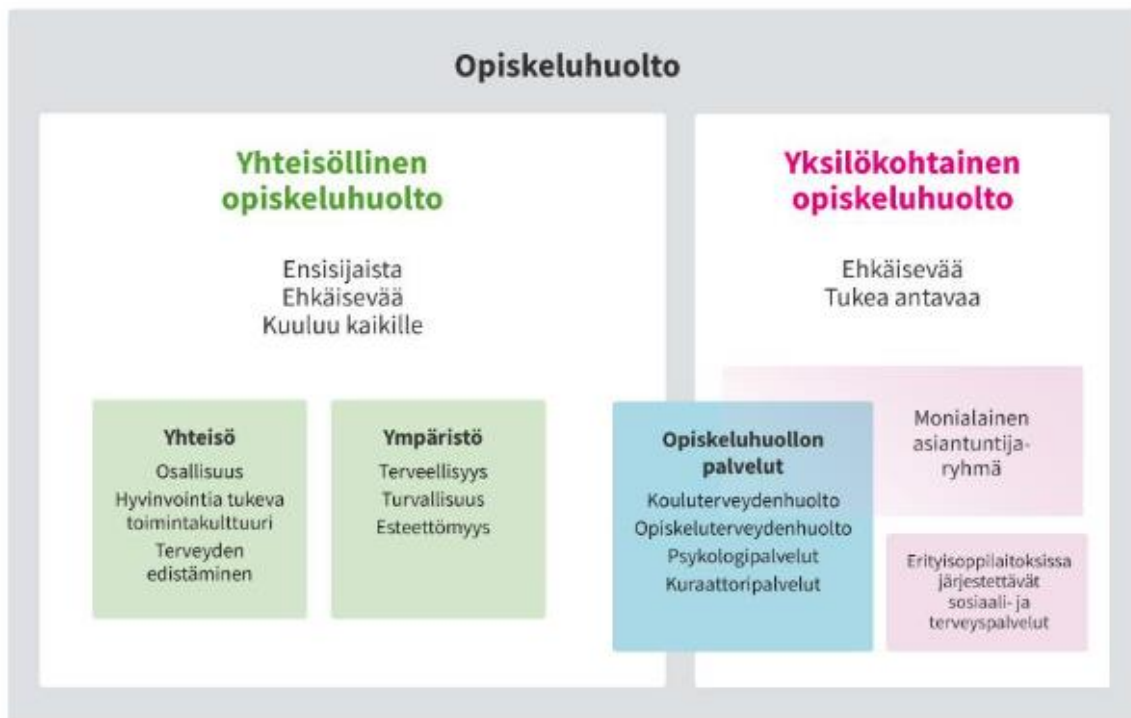 Opiskeluhuolto
Yhteisöllinen
opiskeluhuolto
Ensisijaista
Ehkäisevää
Kuuluu kaikille
Yhteisö
Osallisuus
Hyvinvointia tukeva
toimintakulttuuri
Terveyden
edistäminen
Ympäristö
Terveellisyys
Turvallisuus
Esteettömyys
Yksilökohtainen
opiskeluhuolto
Ehkäisevää
Tukea antavaa
Opiskeluhuollon
palvelut
Kouluterveydenhuolto
Opiskeluterveydenhuolto
Psykologipalvelut
Kuraattoripalvelut
Monialainen
asiantuntija-
ryhmä
Erityisoppilaitoksissa
järjestettävät
sosiaali- ja
terveyspalvelut